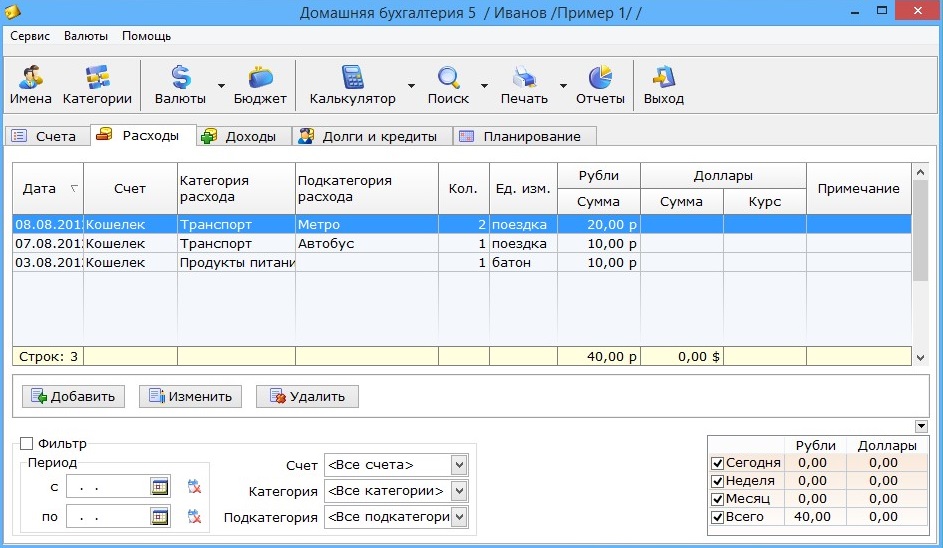 Домашняя бухгалтерия 5 / Иванов /Пример 1/ /
Сервис Валюты Помощь
Имена Категории Валюты Бюджет Калькулятор Поиск Печать Отчеты Выход
Счета Расходы Доходы Долги и кредиты Планирование
Дата Счет Категория расхода Подкатегория расхода Кол. Ед. изм. Рубли Доллары Примечание
Сумма Сумма Курс
08.08.201 Кошелек Транспорт Метро 2 поездка 20,00 р
07.08.201 Кошелек Транспорт Автобус 1 поездка 10,00 р
03.08.201 Кошелек Продукты питани 1 батон 10,00 р
Строк: 3 40,00 р 0,00 $
Добавить Изменить Удалить
Фильтр
Период
с . .
по . .
Счет <Все счета>
Категория <Все категории>
Подкатегория <Все подкатегори
Рубли Доллары
Сегодня 0,00 0,00
Неделя 0,00 0,00
Месяц 0,00 0,00
Всего 40,00 0,00